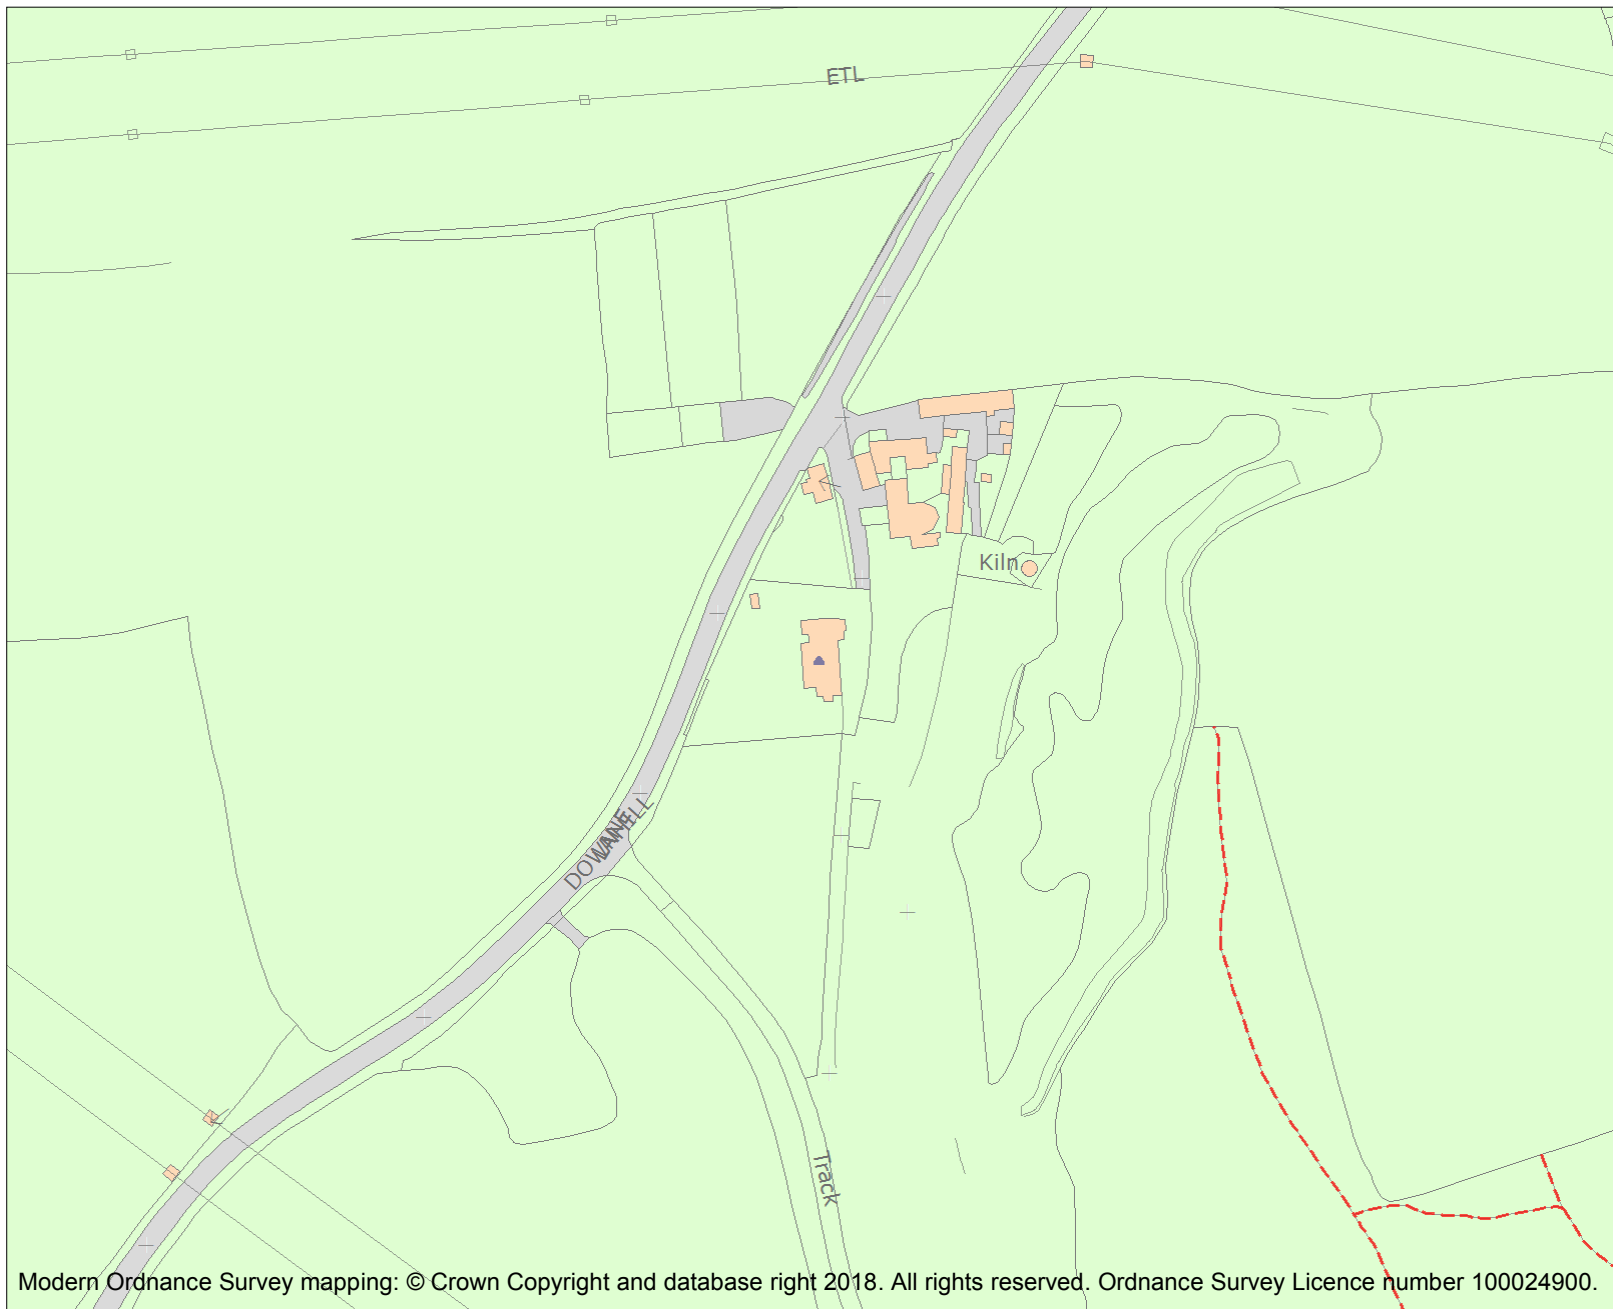 ETL
Kiln
DOWNHILL
LANE
Track
Modern Ordnance Survey mapping: © Crown Copyright and database right 2018. All rights reserved. Ordnance Survey Licence number 100024900.